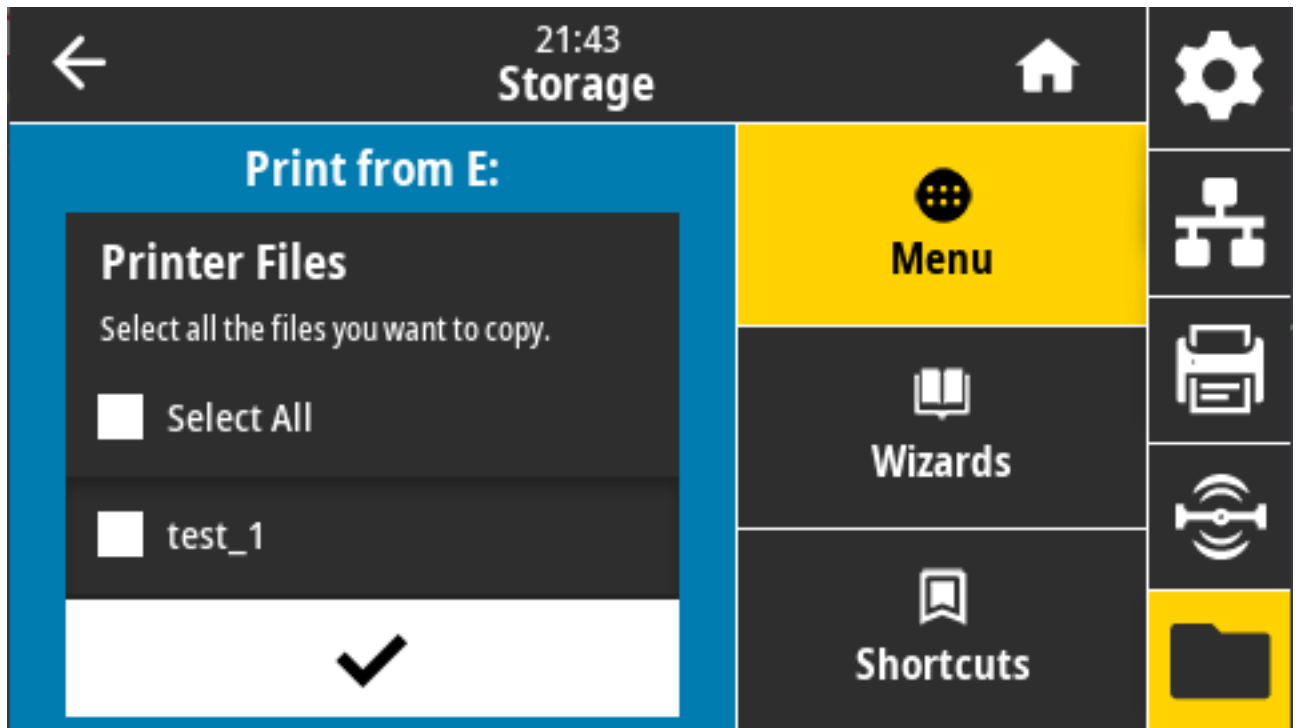 21:43
Storage
Print from E:
Printer Files
Select all the files you want to copy.
Select All
test_1
Menu
Wizards
Shortcuts